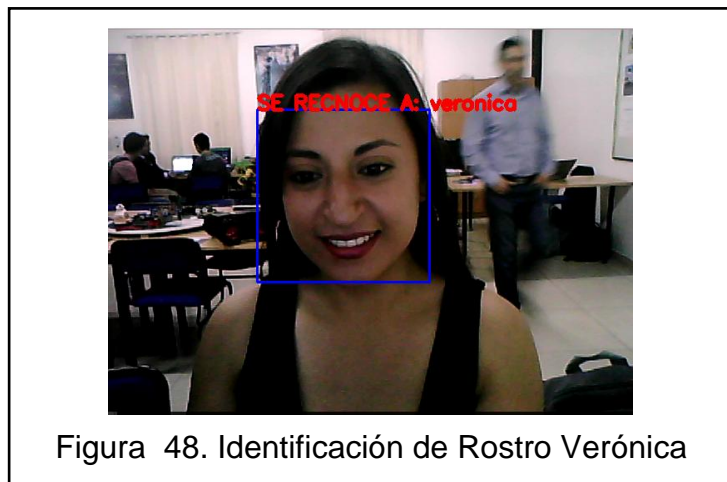 SE RECNOCE A: veronica
Figura 48. Identificación de Rostro Verónica